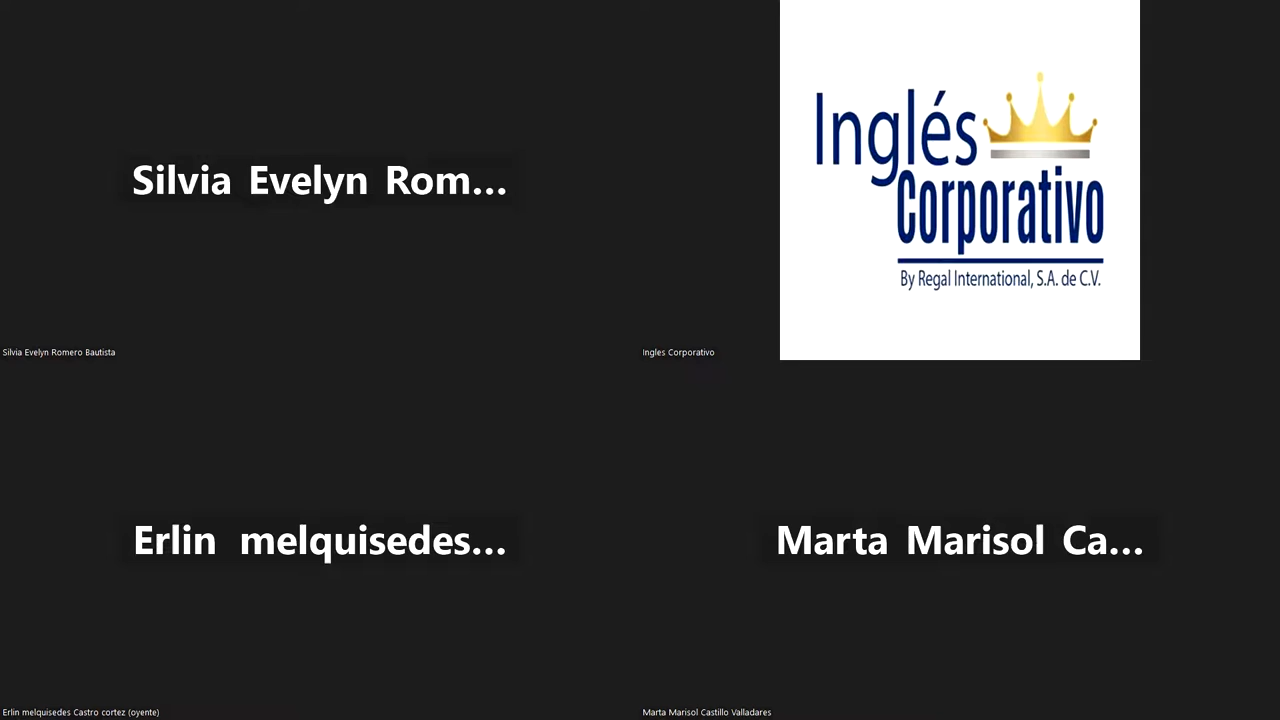 Silvia Evelyn Rom...
Silvia Evelyn Romero Bautista
Inglés
Corporativo
By Regal International, S.A. de C.V.
Ingles Corporativo
Erlin melquisedes...
Erlin melquisedes Castro cortez (oyente)
Marta Marisol Ca...
Marta Marisol Castillo Valladares